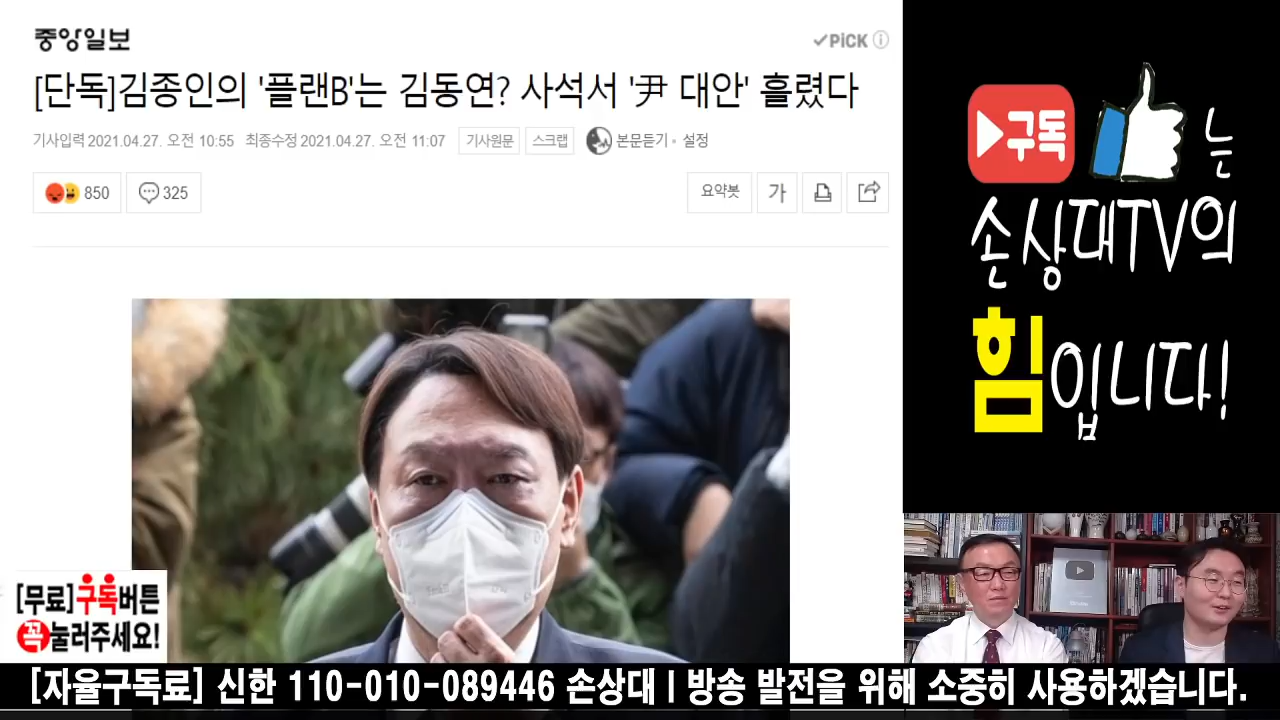 중앙일보
✓PiCK ⓘ
[단독]김종인의 '플랜B'는 김동연? 사석서 '尹 대안' 흘렸다
기사입력 2021.04.27. 오전 10:55 최종수정 2021.04.27. 오전 11:07 기사원문 스크랩 본문듣기 · 설정
850 325 요약봇 가
구독 는
손상대TV의
힘입니다!
[무료]구독버튼
꼭 눌러주세요!
[자율구독료] 신한 110-010-089446 손상대 | 방송 발전을 위해 소중히 사용하겠습니다.